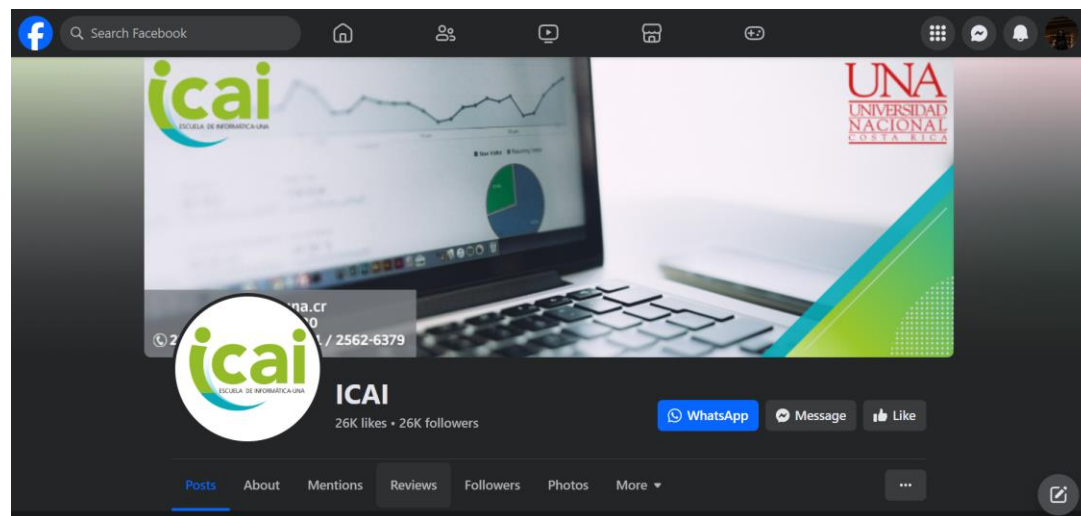 Search Facebook
icai
ESCUELA DE INFORMÁTICA-UNA
UNA
UNIVERSIDAD
NACIONAL
COSTA RICA
na.cr
/ 2562-6379
icai
ESCUELA DE INFORMÁTICA-UNA
ICAI
26K likes • 26K followers
WhatsApp
Message
Like
Posts
About
Mentions
Reviews
Followers
Photos
More